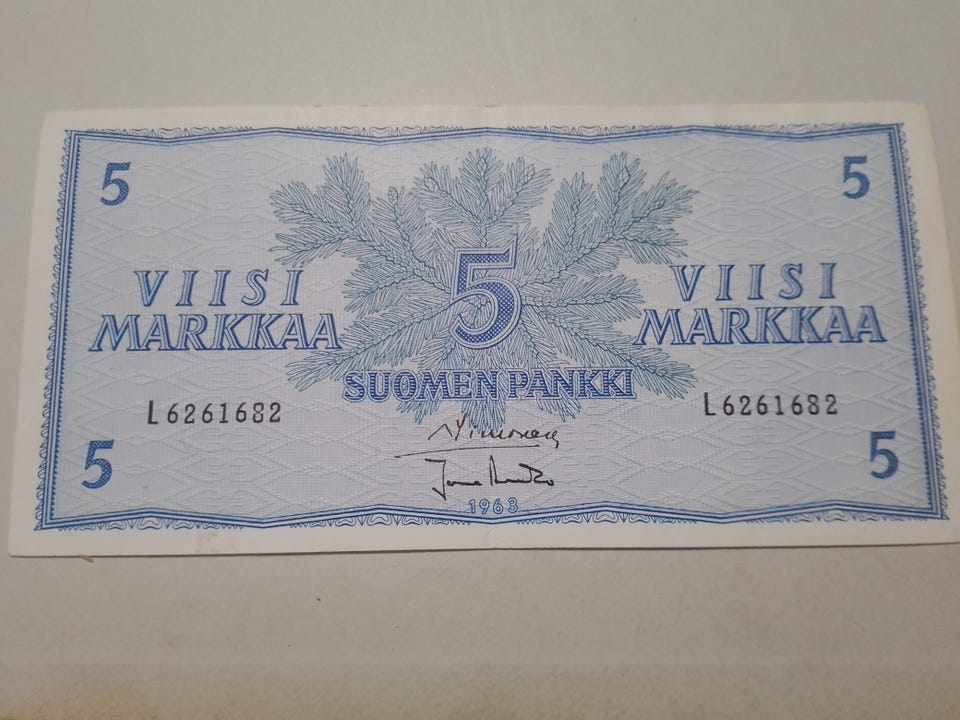 5 5
VIISI MARKKAA
5
VIISI MARKKAA
SUOMEN PANKKI
L6261682 L6261682
5 5
1963